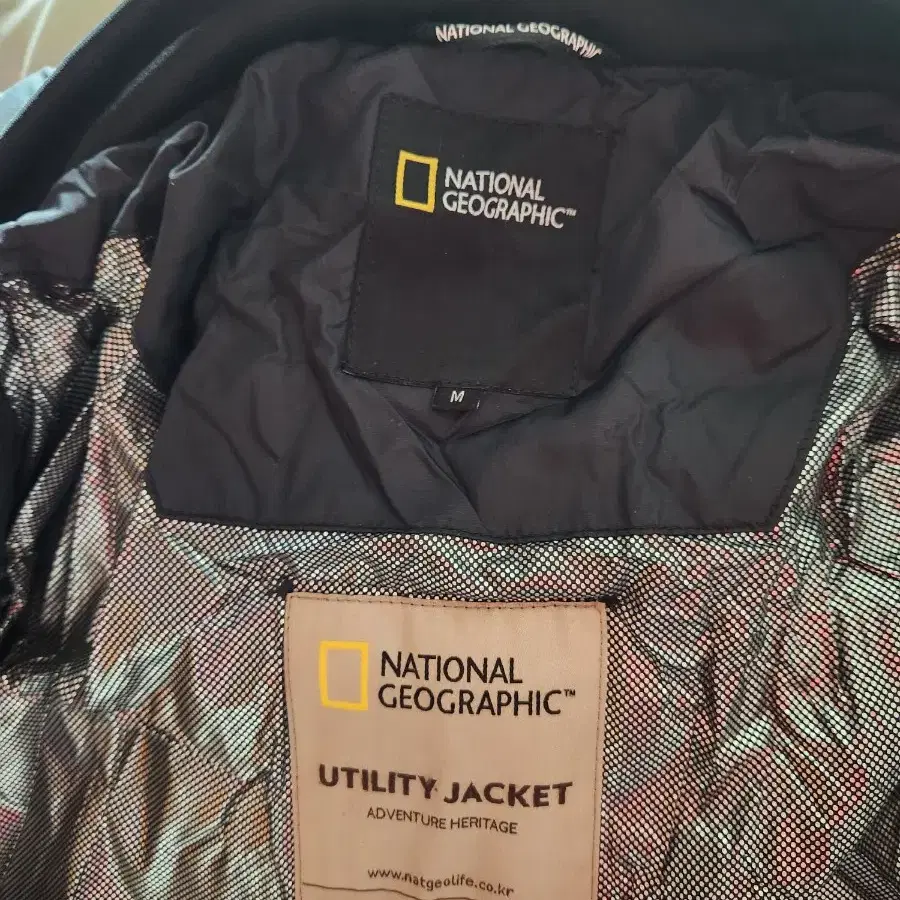 NATIONAL GEOGRAPHIC
NATIONAL
GEOGRAPHIC™
M
NATIONAL
GEOGRAPHIC™
UTILITY JACKET
ADVENTURE HERITAGE
www.natgeolife.co.kr